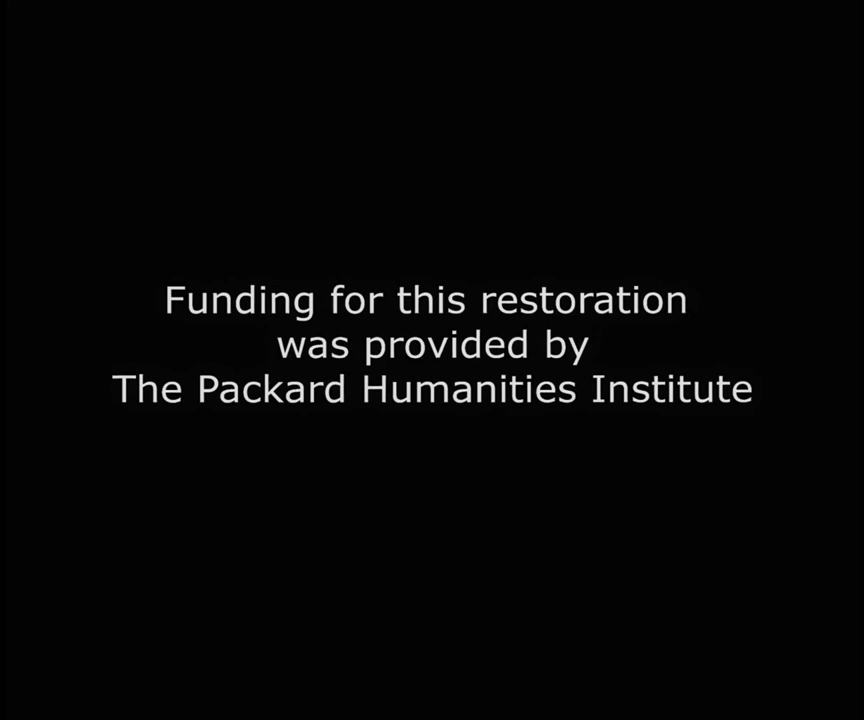 Funding for this restoration
was provided by
The Packard Humanities Institute